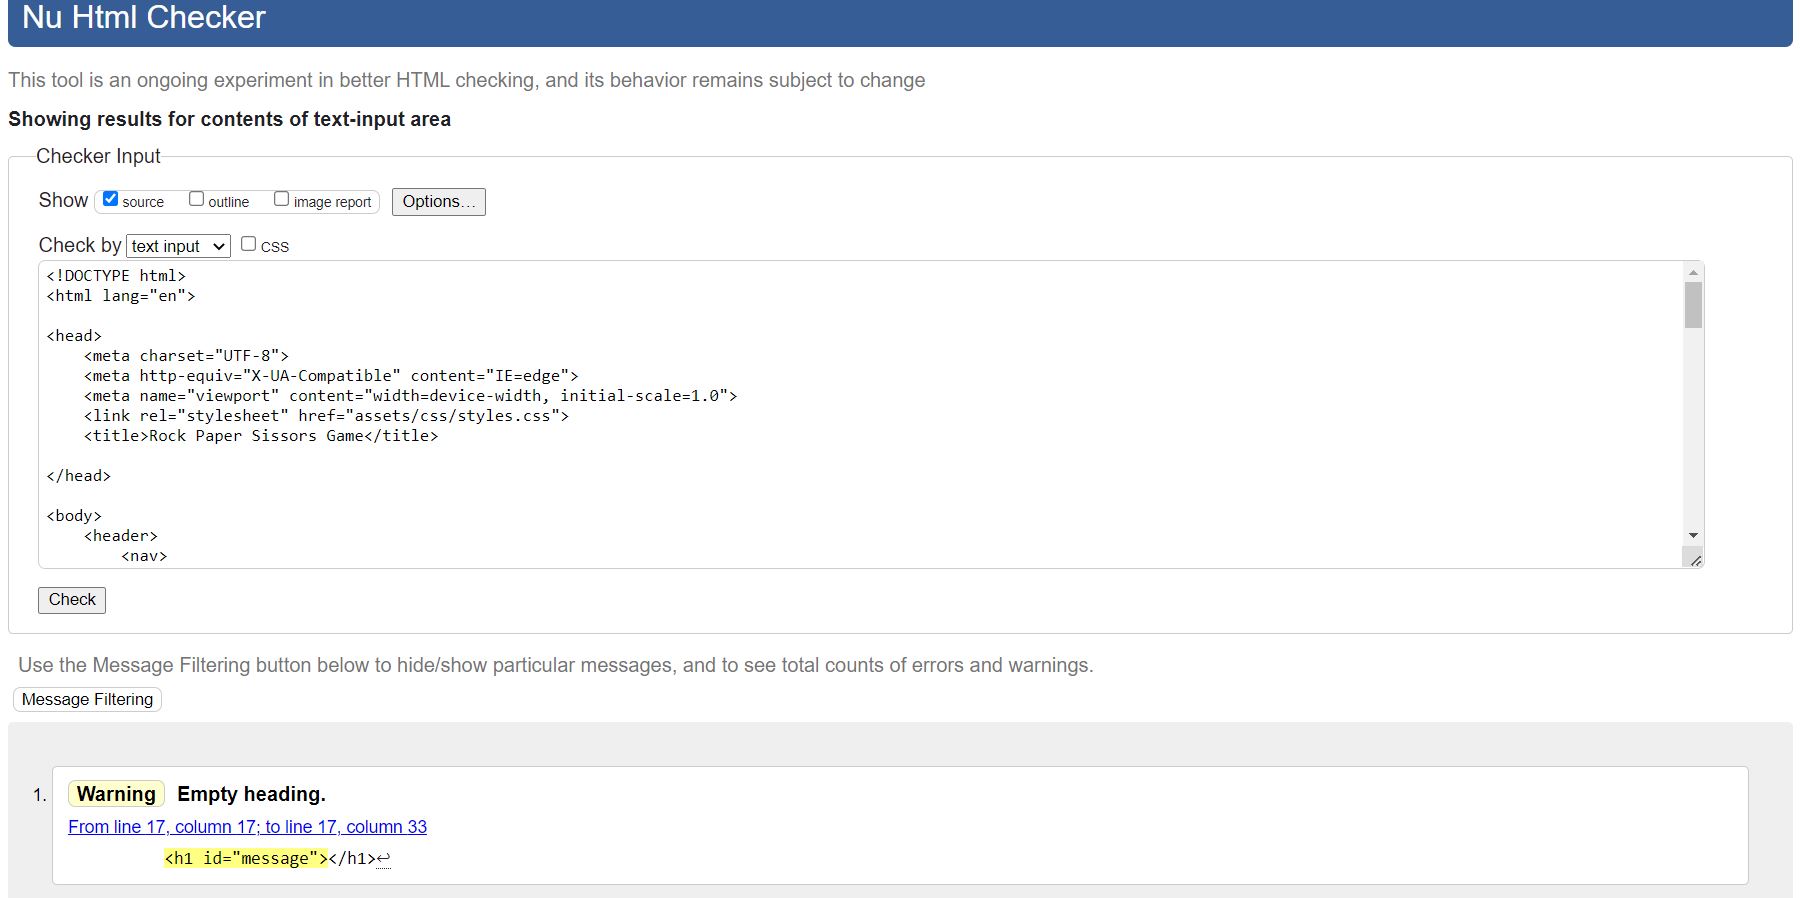 Nu Html Checker
This tool is an ongoing experiment in better HTML checking, and its behavior remains subject to change
Showing results for contents of text-input area
Checker Input
Show source outline image report Options...
Check by text input CSS
<!DOCTYPE html>
<html lang="en">
<head>
    <meta charset="UTF-8">
    <meta http-equiv="X-UA-Compatible" content="IE=edge">
    <meta name="viewport" content="width=device-width, initial-scale=1.0">
    <link rel="stylesheet" href="assets/css/styles.css">
    <title>Rock Paper Sissors Game</title>
</head>
<body>
    <header>
        <nav>
Check
Use the Message Filtering button below to hide/show particular messages, and to see total counts of errors and warnings.
Message Filtering
1. Warning Empty heading.
From line 17, column 17; to line 17, column 33
<h1 id="message"></h1>↩